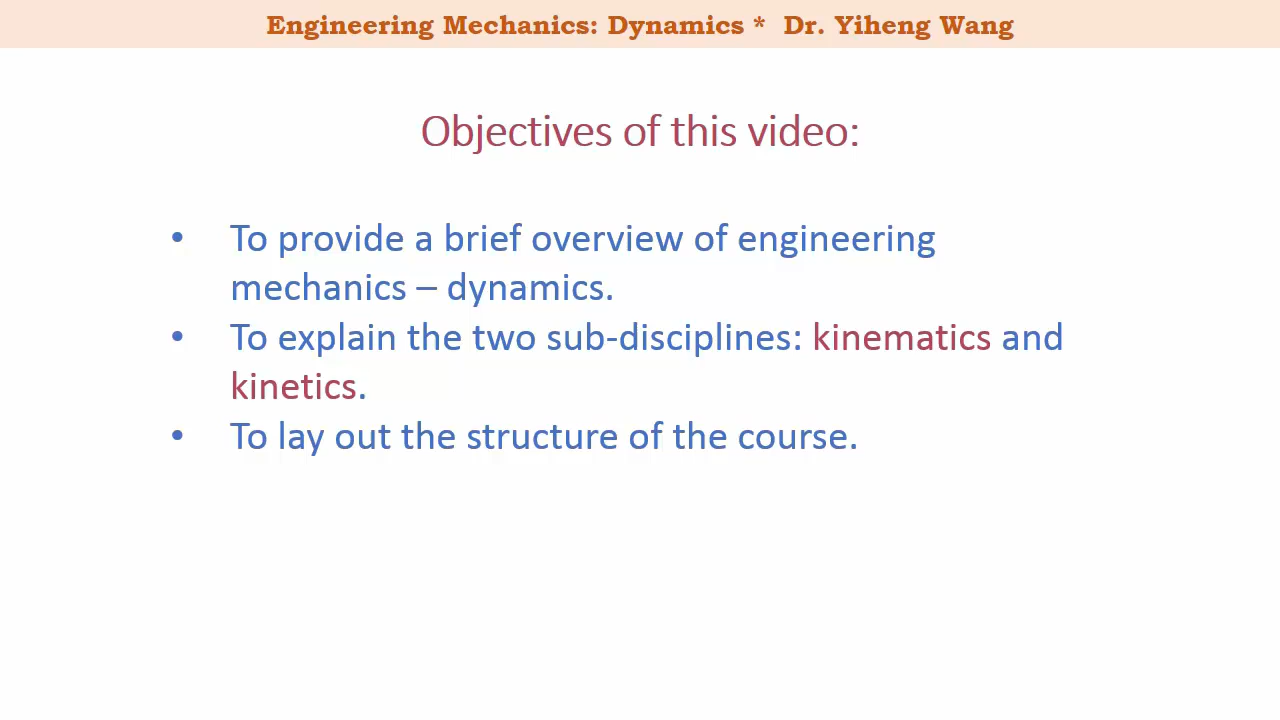 Engineering Mechanics: Dynamics * Dr. Yiheng Wang
Objectives of this video:
• To provide a brief overview of engineering
mechanics – dynamics.
• To explain the two sub-disciplines: kinematics and
kinetics.
• To lay out the structure of the course.